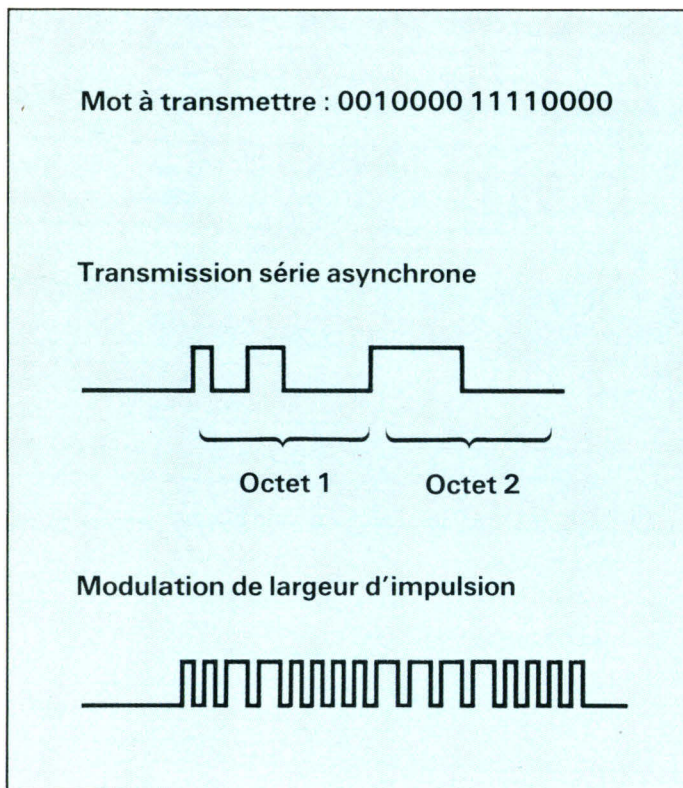 Mot à transmettre : 0010000 11110000
Transmission série asynchrone
Octet 1 Octet 2
Modulation de largeur d'impulsion